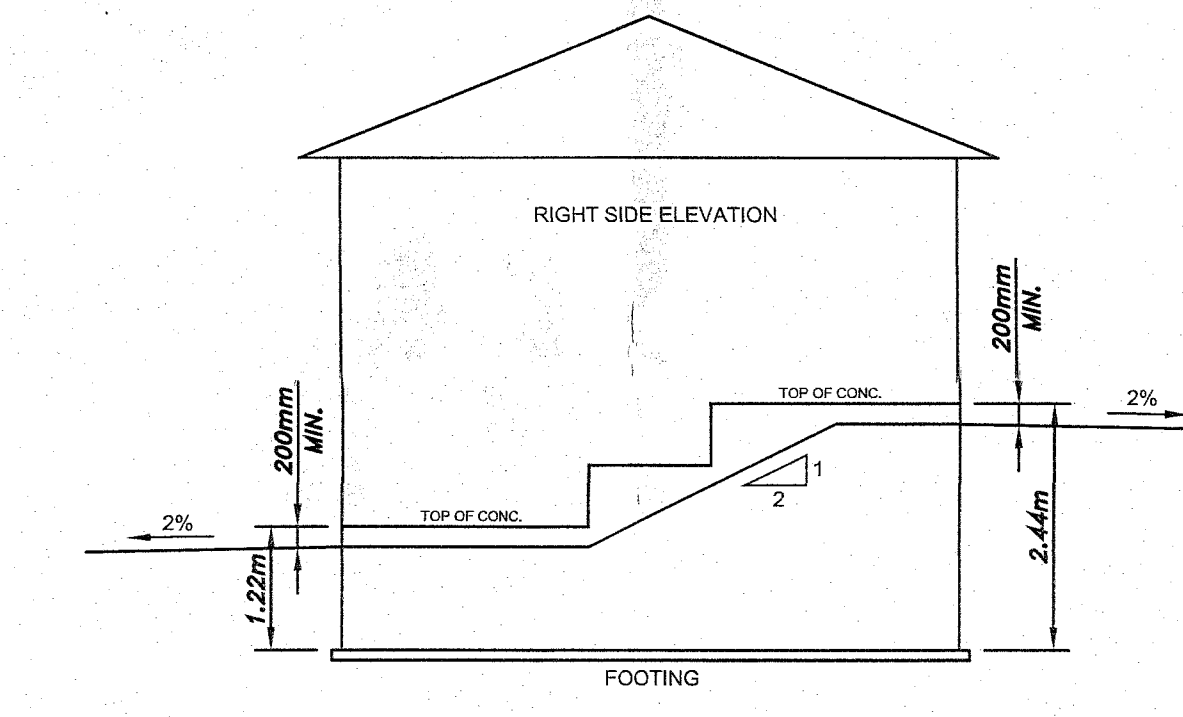 RIGHT SIDE ELEVATION
200mm
MIN.
TOP OF CONC.
2%
200mm
MIN.
1
2
TOP OF CONC.
2%
2.44m
1.22m
FOOTING